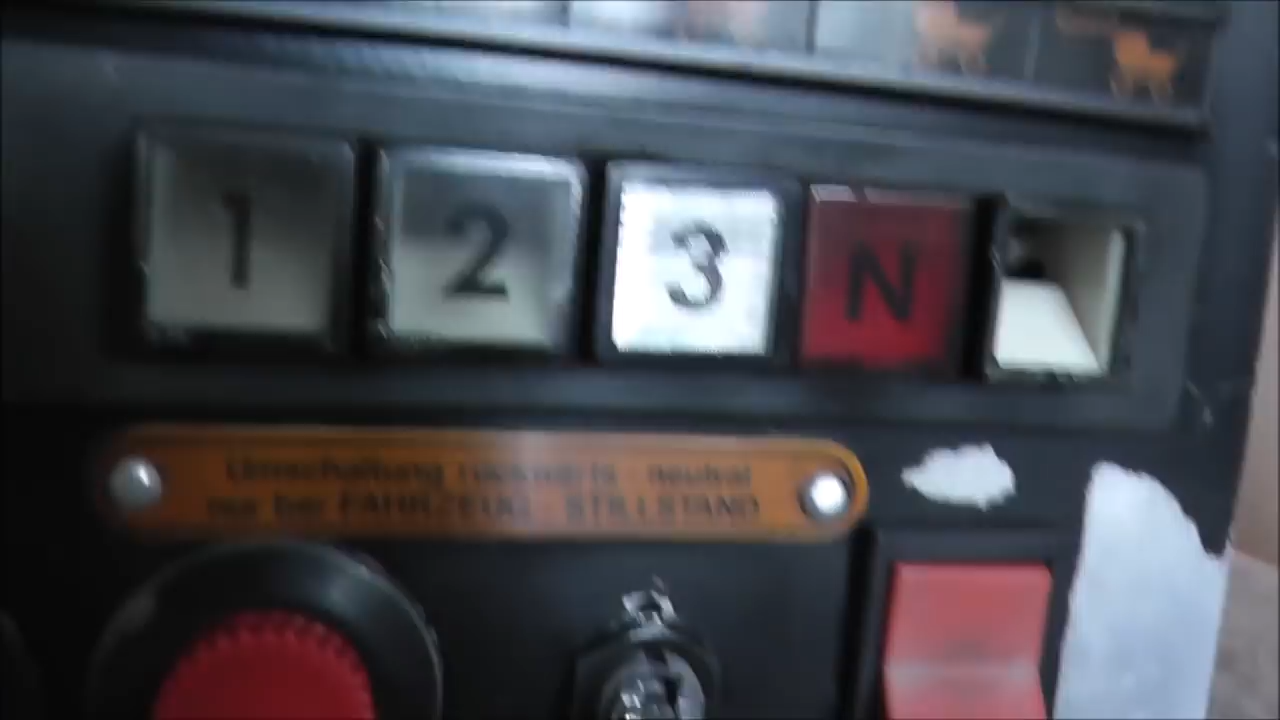 1 2 3 N
Umschaltung rückwärts - neutral
nur bei FAHRZEUG - STILLSTAND